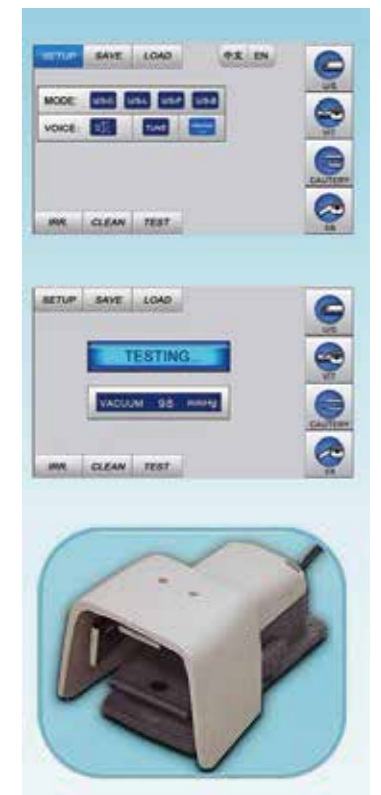 SETUP SAVE LOAD 中文 EN
U/S
MODE: U/S-C U/S-L U/S-P U/S-B
VOICE: TUNE
VIT
CAUTERY
I/A
IRR. CLEAN TEST
SETUP SAVE LOAD
U/S
TESTING...
VIT
VACUUM 98 mmHg
CAUTERY
IRR. CLEAN TEST